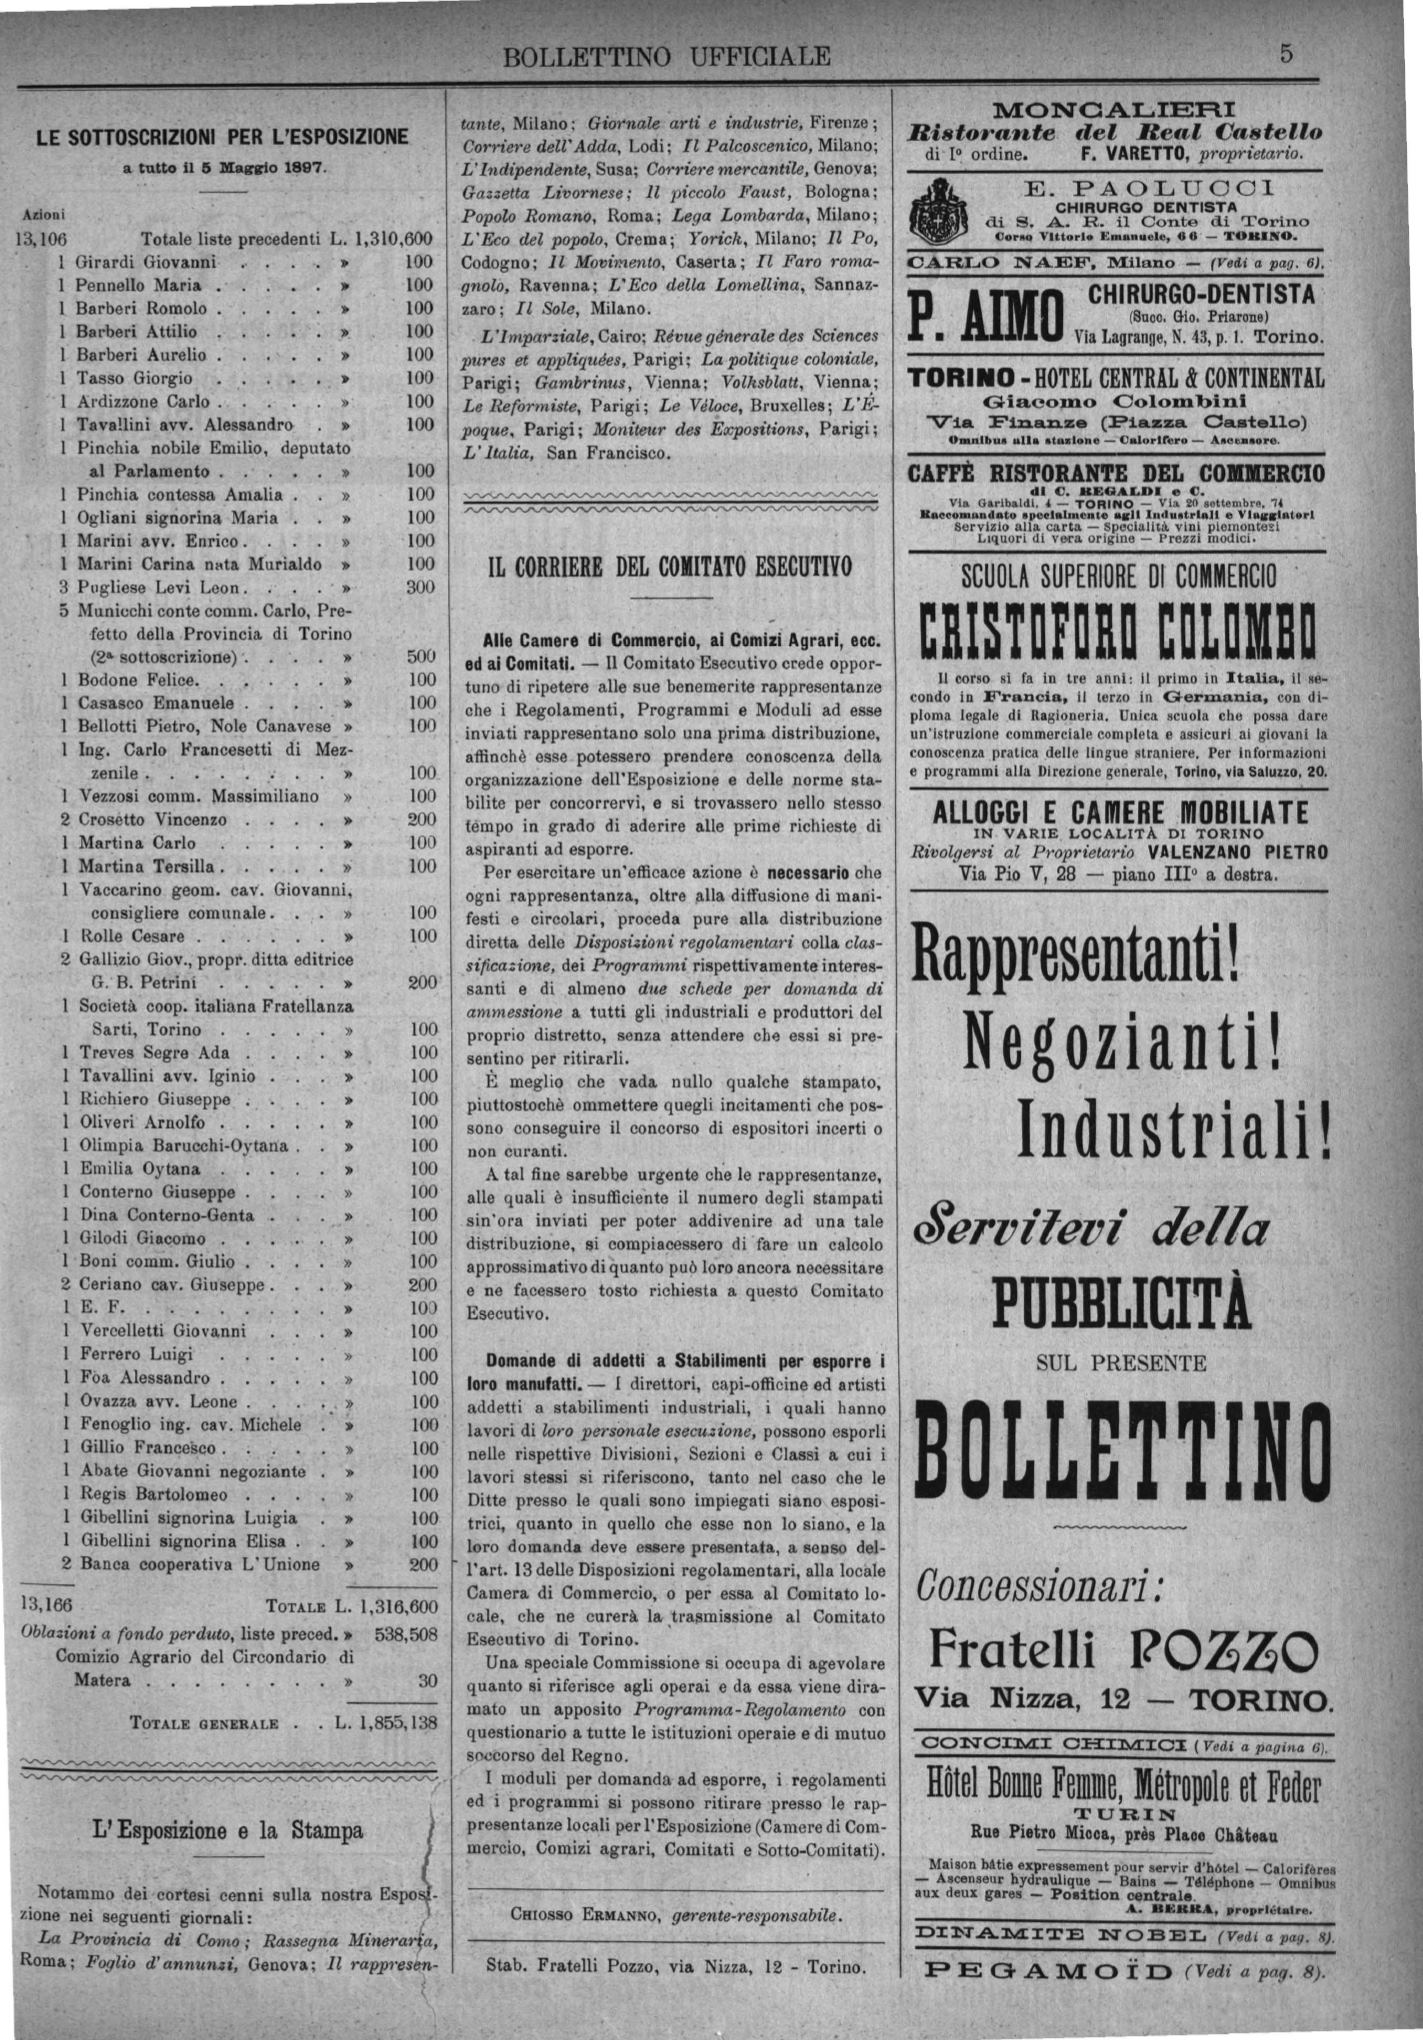 BOLLETTINO UFFICIALE
5
LE SOTTOSCRIZIONI PER L'ESPOSIZIONE
a tutto il 5 Maggio 1897.
Azioni
13,106 Totale liste precedenti L. 1,310,600
1 Girardi Giovanni . . . . » 100
1 Pennello Maria . . . . . » 100
1 Barberi Romolo . . . . . » 100
1 Barberi Attilio . . . . . » 100
1 Barberi Aurelio . . . . . » 100
1 Tasso Giorgio . . . . . » 100
1 Ardizzone Carlo . . . . . » 100
1 Tavallini avv. Alessandro . » 100
1 Pinchia nobile Emilio, deputato
al Parlamento . . . . . » 100
1 Pinchia contessa Amalia . . » 100
1 Ogliani signorina Maria . . » 100
1 Marini avv. Enrico . . . . » 100
1 Marini Carina nata Murialdo » 100
3 Pugliese Levi Leon . . . . » 300
5 Municchi conte comm. Carlo, Pre-
fetto della Provincia di Torino
(2ª sottoscrizione) . . . . » 500
1 Bodone Felice . . . . . . » 100
1 Casasco Emanuele . . . . » 100
1 Bellotti Pietro, Nole Canavese » 100
1 Ing. Carlo Francesetti di Mez-
zenile . . . . . . . . » 100
1 Vezzosi comm. Massimiliano » 100
2 Crosetto Vincenzo . . . . » 200
1 Martina Carlo . . . . . » 100
1 Martina Tersilla . . . . . » 100
1 Vaccarino geom. cav. Giovanni,
consigliere comunale . . . » 100
1 Rolle Cesare . . . . . . » 100
2 Gallizio Giov., propr. ditta editrice
G. B. Petrini . . . . . » 200
1 Società coop. italiana Fratellanza
Sarti, Torino . . . . . » 100
1 Treves Segre Ada . . . . » 100
1 Tavallini avv. Iginio . . . » 100
1 Richiero Giuseppe . . . . » 100
1 Oliveri Arnolfo . . . . . » 100
1 Olimpia Barucchi-Oytana . . » 100
1 Emilia Oytana . . . . . » 100
1 Conterno Giuseppe . . . . » 100
1 Dina Conterno-Genta . . . » 100
1 Gilodi Giacomo . . . . . » 100
1 Boni comm. Giulio . . . . » 100
2 Ceriano cav. Giuseppe . . . » 200
1 E. F. . . . . . . . . » 100
1 Vercelletti Giovanni . . . » 100
1 Ferrero Luigi . . . . . » 100
1 Foa Alessandro . . . . . » 100
1 Ovazza avv. Leone . . . . » 100
1 Fenoglio ing. cav. Michele . » 100
1 Gillio Francesco . . . . . » 100
1 Abate Giovanni negoziante . » 100
1 Regis Bartolomeo . . . . » 100
1 Gibellini signorina Luigia . » 100
1 Gibellini signorina Elisa . . » 100
2 Banca cooperativa L'Unione » 200
13,166 TOTALE L. 1,316,600
Oblazioni a fondo perduto, liste preced. » 538,508
Comizio Agrario del Circondario di
Matera . . . . . . . . » 30
TOTALE GENERALE . . L. 1,855,138
L'Esposizione e la Stampa
Notammo dei cortesi cenni sulla nostra Esposi-
zione nei seguenti giornali:
La Provincia di Como; Rassegna Mineraria,
Roma; Foglio d'annunzi, Genova; Il rappresen-
tante, Milano; Giornale arti e industrie, Firenze;
Corriere dell'Adda, Lodi; Il Palcoscenico, Milano;
L'Indipendente, Susa; Corriere mercantile, Genova;
Gazzetta Livornese; Il piccolo Faust, Bologna;
Popolo Romano, Roma; Lega Lombarda, Milano;
L'Eco del popolo, Crema; Yorick, Milano; Il Po,
Codogno; Il Movimento, Caserta; Il Faro roma-
gnolo, Ravenna; L'Eco della Lomellina, Sannaz-
zaro; Il Sole, Milano.
L'Imparziale, Cairo; Révue génerale des Sciences
pures et appliquées, Parigi; La politique coloniale,
Parigi; Gambrinus, Vienna; Volksblatt, Vienna;
Le Reformiste, Parigi; Le Véloce, Bruxelles; L'É-
poque, Parigi; Moniteur des Expositions, Parigi;
L'Italia, San Francisco.
IL CORRIERE DEL COMITATO ESECUTIVO
Alle Camere di Commercio, ai Comizi Agrari, ecc.
ed ai Comitati. — Il Comitato Esecutivo crede oppor-
tuno di ripetere alle sue benemerite rappresentanze
che i Regolamenti, Programmi e Moduli ad esse
inviati rappresentano solo una prima distribuzione,
affinchè esse potessero prendere conoscenza della
organizzazione dell'Esposizione e delle norme sta-
bilite per concorrervi, e si trovassero nello stesso
tempo in grado di aderire alle prime richieste di
aspiranti ad esporre.
Per esercitare un'efficace azione è necessario che
ogni rappresentanza, oltre alla diffusione di mani-
festi e circolari, proceda pure alla distribuzione
diretta delle Disposizioni regolamentari colla clas-
sificazione, dei Programmi rispettivamente interes-
santi e di almeno due schede per domanda di
ammessione a tutti gli industriali e produttori del
proprio distretto, senza attendere che essi si pre-
sentino per ritirarli.
È meglio che vada nullo qualche stampato,
piuttostochè ommettere quegli incitamenti che pos-
sono conseguire il concorso di espositori incerti o
non curanti.
A tal fine sarebbe urgente che le rappresentanze,
alle quali è insufficiente il numero degli stampati
sin'ora inviati per poter addivenire ad una tale
distribuzione, si compiacessero di fare un calcolo
approssimativo di quanto può loro ancora necessitare
e ne facessero tosto richiesta a questo Comitato
Esecutivo.
Domande di addetti a Stabilimenti per esporre i
loro manufatti. — I direttori, capi-officine ed artisti
addetti a stabilimenti industriali, i quali hanno
lavori di loro personale esecuzione, possono esporli
nelle rispettive Divisioni, Sezioni e Classi a cui i
lavori stessi si riferiscono, tanto nel caso che le
Ditte presso le quali sono impiegati siano esposi-
trici, quanto in quello che esse non lo siano, e la
loro domanda deve essere presentata, a senso del-
l'art. 13 delle Disposizioni regolamentari, alla locale
Camera di Commercio, o per essa al Comitato lo-
cale, che ne curerà la trasmissione al Comitato
Esecutivo di Torino.
Una speciale Commissione si occupa di agevolare
quanto si riferisce agli operai e da essa viene dira-
mato un apposito Programma-Regolamento con
questionario a tutte le istituzioni operaie e di mutuo
soccorso del Regno.
I moduli per domanda ad esporre, i regolamenti
ed i programmi si possono ritirare presso le rap-
presentanze locali per l'Esposizione (Camere di Com-
mercio, Comizi agrari, Comitati e Sotto-Comitati).
CHIOSSO ERMANNO, gerente-responsabile.
Stab. Fratelli Pozzo, via Nizza, 12 - Torino.
MONCALIERI
Ristorante del Real Castello
di Iº ordine. F. VARETTO, proprietario.
E. PAOLUCCI
CHIRURGO DENTISTA
di S. A. R. il Conte di Torino
Corso Vittorio Emanuele, 66 — TORINO.
CARLO NAEF, Milano — (Vedi a pag. 6).
P. AIMO CHIRURGO-DENTISTA
(Succ. Gio. Priarone)
Via Lagrange, N. 43, p. 1. Torino.
TORINO - HOTEL CENTRAL & CONTINENTAL
Giacomo Colombini
Via Finanze (Piazza Castello)
Omnibus alla stazione — Calorifero — Ascensore.
CAFFÈ RISTORANTE DEL COMMERCIO
di C. REGALDI e C.
Via Garibaldi, 4 — TORINO — Via 20 settembre, 74
Raccomandato specialmente agli Industriali e Viaggiatori
Servizio alla carta — Specialità vini piemontesi
Liquori di vera origine — Prezzi modici.
SCUOLA SUPERIORE DI COMMERCIO
CRISTOFORO COLOMBO
Il corso si fa in tre anni: il primo in Italia, il se-
condo in Francia, il terzo in Germania, con di-
ploma legale di Ragioneria. Unica scuola che possa dare
un'istruzione commerciale completa e assicuri ai giovani la
conoscenza pratica delle lingue straniere. Per informazioni
e programmi alla Direzione generale, Torino, via Saluzzo, 20.
ALLOGGI E CAMERE MOBILIATE
IN VARIE LOCALITÀ DI TORINO
Rivolgersi al Proprietario VALENZANO PIETRO
Via Pio V, 28 — piano IIIº a destra.
Rappresentanti!
Negozianti!
Industriali!
Servitevi della
PUBBLICITÀ
SUL PRESENTE
BOLLETTINO
Concessionari:
Fratelli POZZO
Via Nizza, 12 — TORINO.
CONCIMI CHIMICI (Vedi a pagina 6).
Hôtel Bonne Femme, Métropole et Feder
TURIN
Rue Pietro Micca, près Place Château
Maison bâtie expressement pour servir d'hôtel — Calorifères
— Ascenseur hydraulique — Bains — Téléphone — Omnibus
aux deux gares — Position centrale.
A. BERRA, propriétaire.
DINAMITE NOBEL (Vedi a pag. 8).
PEGAMOÏD (Vedi a pag. 8).